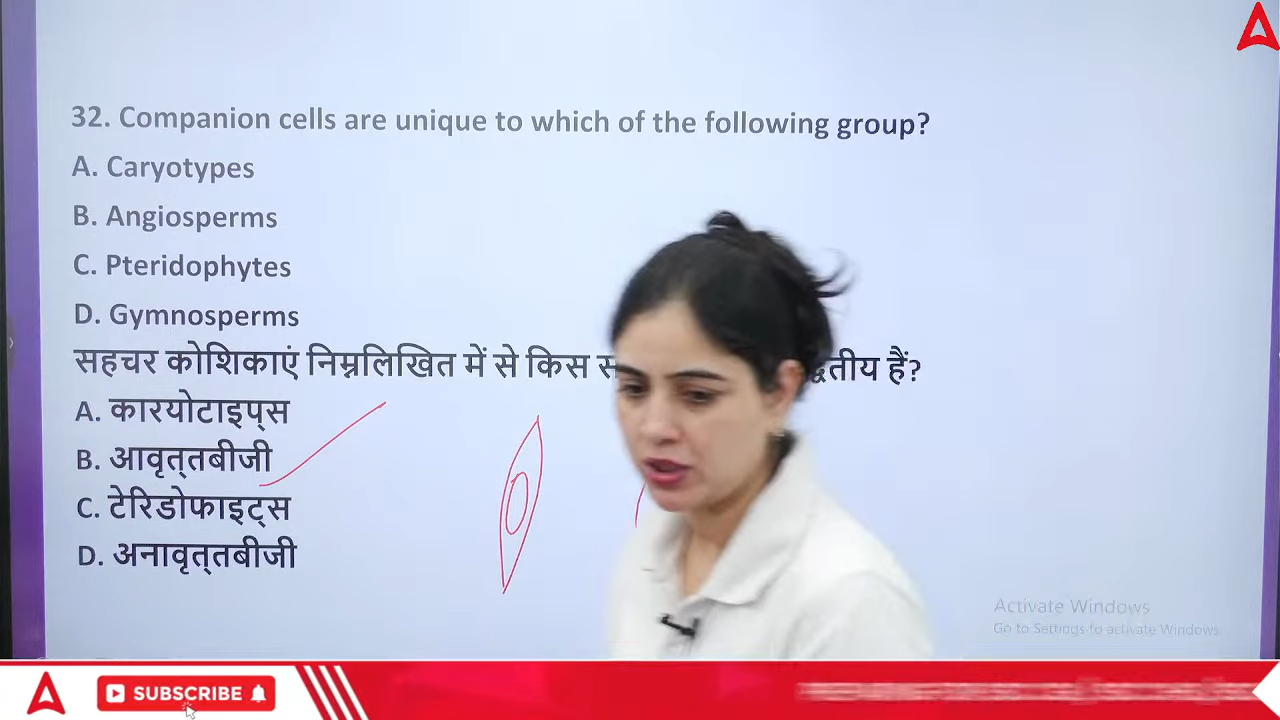 32. Companion cells are unique to which of the following group?
A. Caryotypes
B. Angiosperms
C. Pteridophytes
D. Gymnosperms
सहचर कोशिकाएं निम्नलिखित में से किस हैं?
A. कारयोटाइप्स
B. आवृत्तबीजी
C. टेरिडोफाइट्स
D. अनावृत्तबीजी
Activate Windows
Go to Settings to activate Windows.
SUBSCRIBE